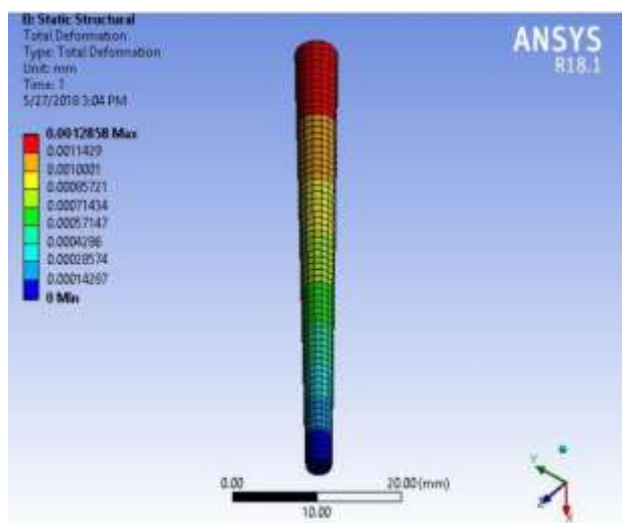 B: Static Structural
Total Deformation
Type: Total Deformation
Unit: mm
Time: 1
5/27/2018 3:04 PM
0.0012858 Max
0.0011429
0.0010001
0.00085721
0.00071434
0.00057147
0.0004286
0.00028574
0.00014287
0 Min
ANSYS
R18.1
0.00
20.00 (mm)
10.00
Y
Z
X